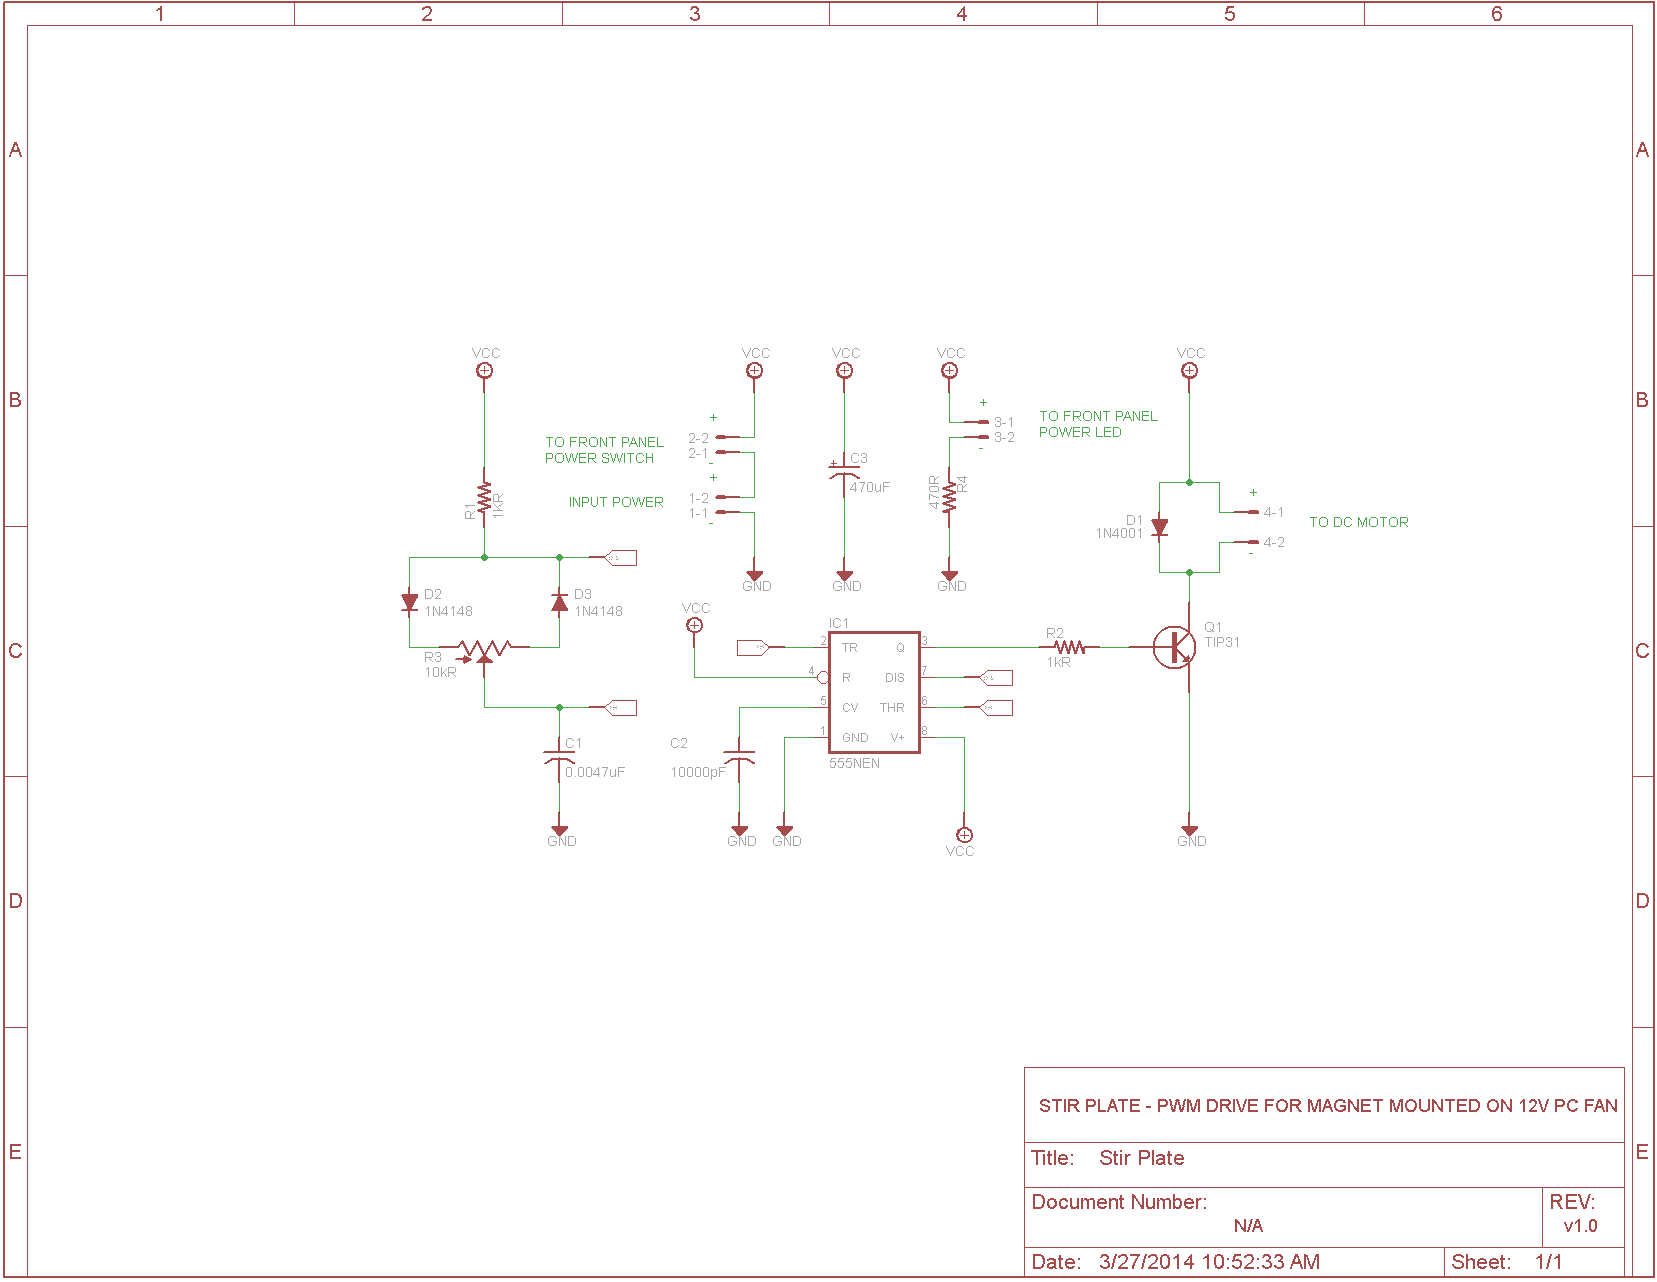 1 2 3 4 5 6
A A
VCC VCC VCC VCC VCC
B B
+
TO FRONT PANEL
POWER LED
3-1
3-2
-
+
TO FRONT PANEL
POWER SWITCH
2-2
2-1
-
+
INPUT POWER
1-2
1-1
-
R1
1KR
+
C3
470uF
470R
R4
+
D1
1N4001
4-1
4-2
-
TO DC MOTOR
GND GND GND
D2
1N4148
D3
1N4148
C C
R3
10kR
VCC
IC1
2 TR Q 3
4 R DIS 7
5 CV THR 6
1 GND V+ 8
555NEN
R2
1kR
Q1
TIP31
C1
0.0047uF
C2
10000pF
GND GND GND VCC GND
D D
E E
STIR PLATE - PWM DRIVE FOR MAGNET MOUNTED ON 12V PC FAN
Title: Stir Plate
Document Number:
N/A
REV:
v1.0
Date: 3/27/2014 10:52:33 AM
Sheet: 1/1